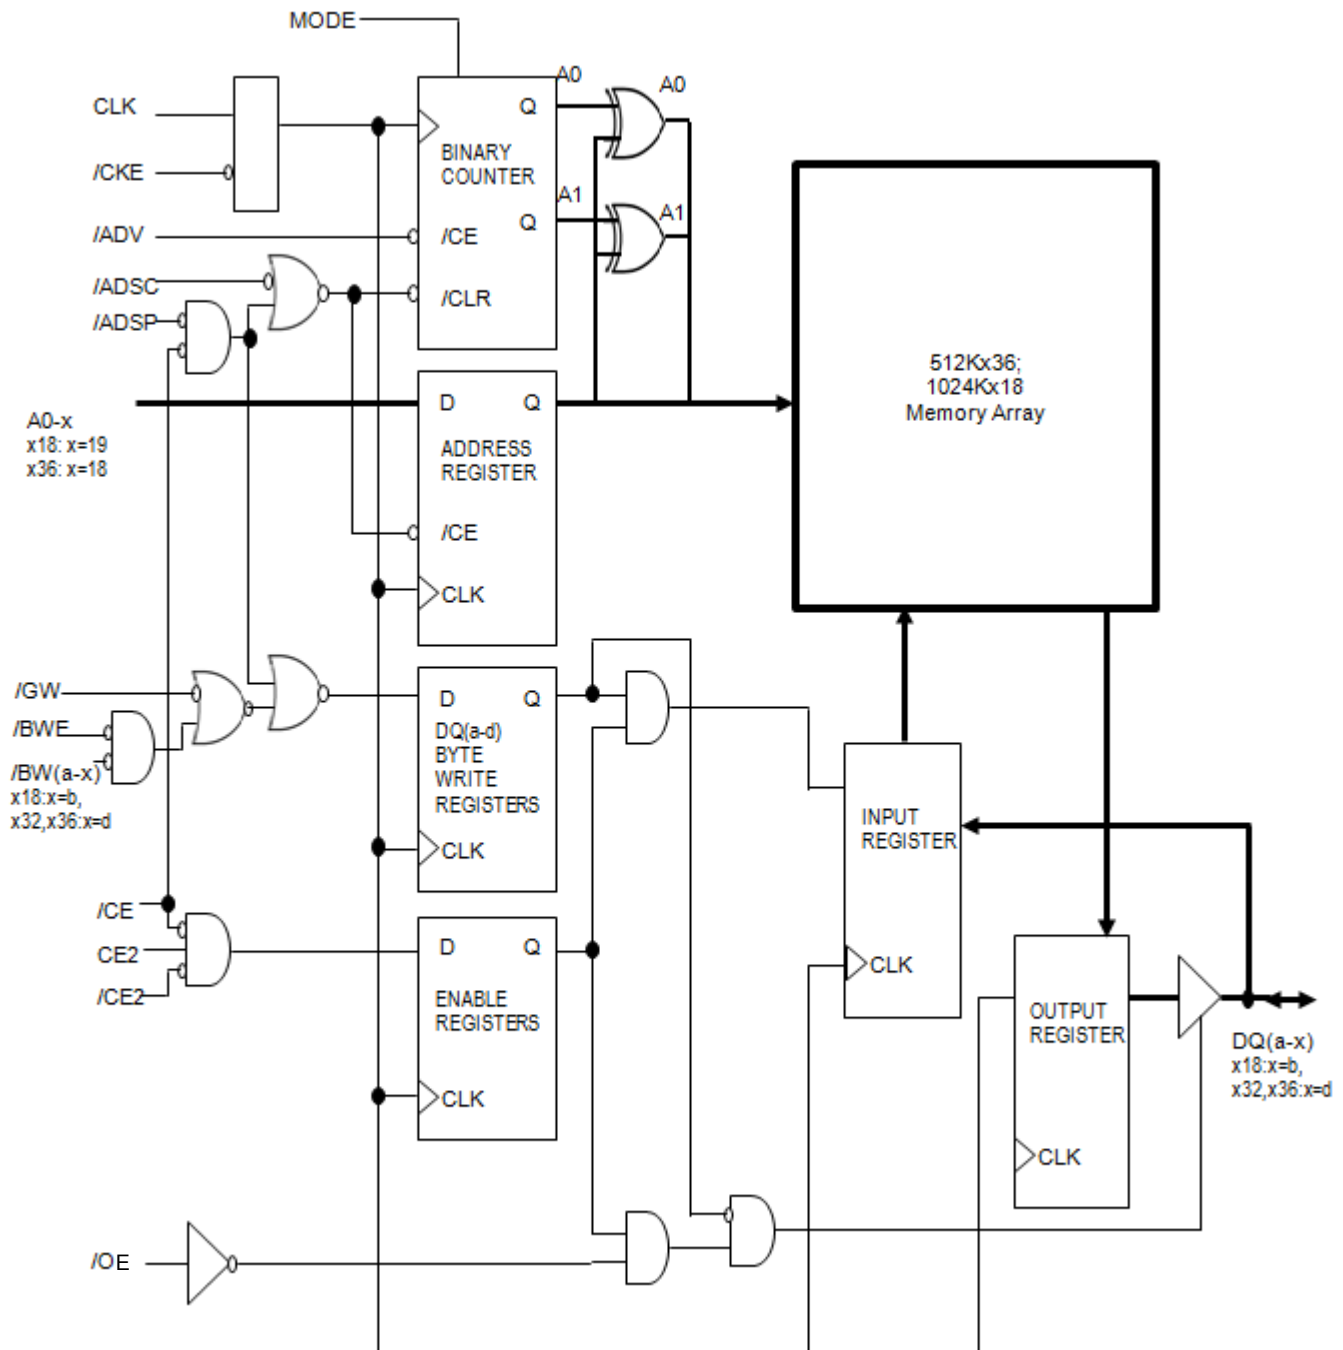 MODE
CLK
/CKE
/ADV
/ADSC
/ADSP
A0-x
x18: x=19
x36: x=18
/GW
/BWE
/BW(a-x)
x18:x=b,
x32,x36:x=d
/CE
CE2
/CE2
/OE
Q
BINARY
COUNTER
Q
/CE
/CLR
A0
A0
A1
A1
D Q
ADDRESS
REGISTER
/CE
CLK
D Q
DQ(a-d)
BYTE
WRITE
REGISTERS
CLK
D Q
ENABLE
REGISTERS
CLK
512Kx36;
1024Kx18
Memory Array
INPUT
REGISTER
CLK
OUTPUT
REGISTER
CLK
DQ(a-x)
x18:x=b,
x32,x36:x=d